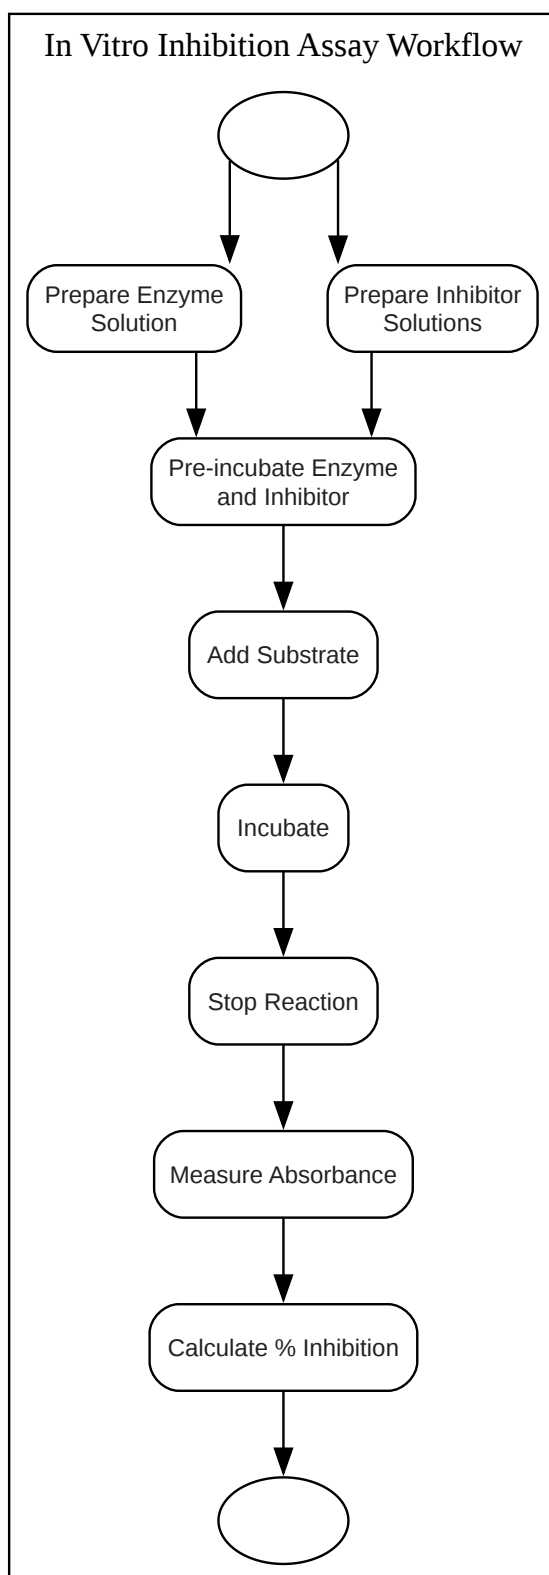 In Vitro Inhibition Assay Workflow
Prepare Enzyme
Solution
Prepare Inhibitor
Solutions
Pre-incubate Enzyme
and Inhibitor
Add Substrate
Incubate
Stop Reaction
Measure Absorbance
Calculate % Inhibition